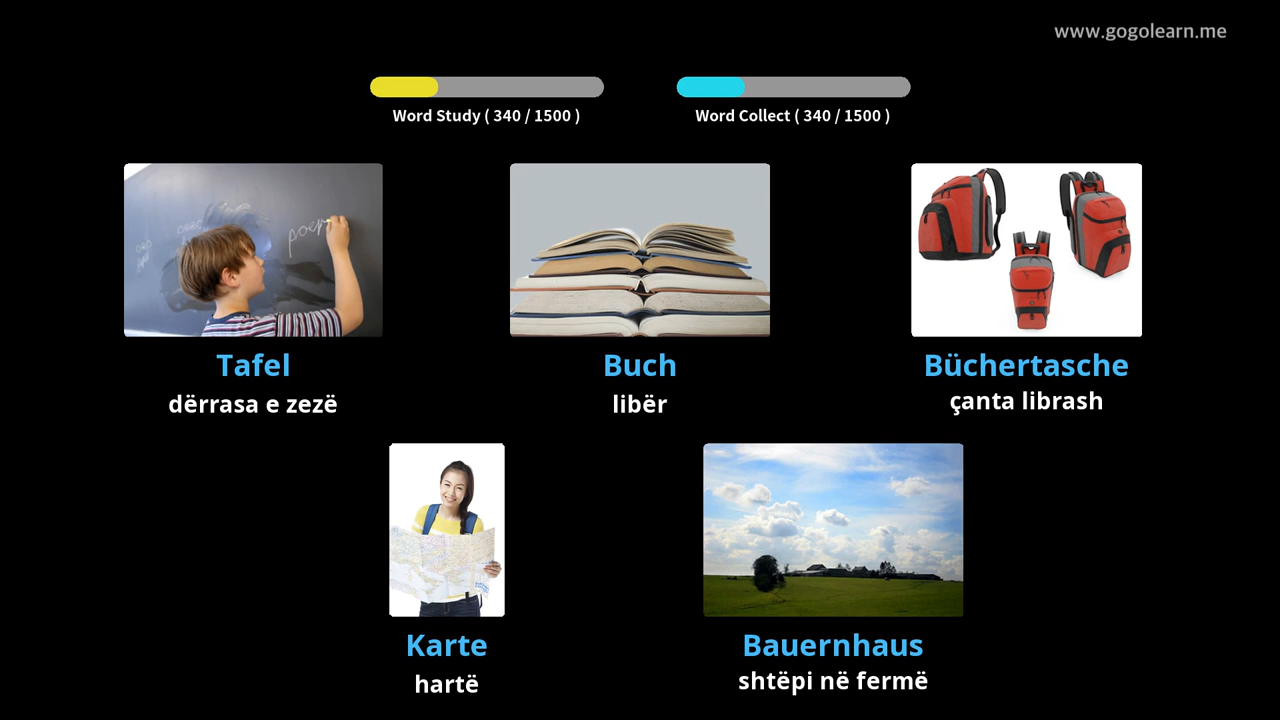 www.gogolearn.me
Word Study ( 340 / 1500 )
Word Collect ( 340 / 1500 )
poem
Tafel
dërrasa e zezë
Buch
libër
Büchertasche
çanta librash
Karte
hartë
Bauernhaus
shtëpi në fermë